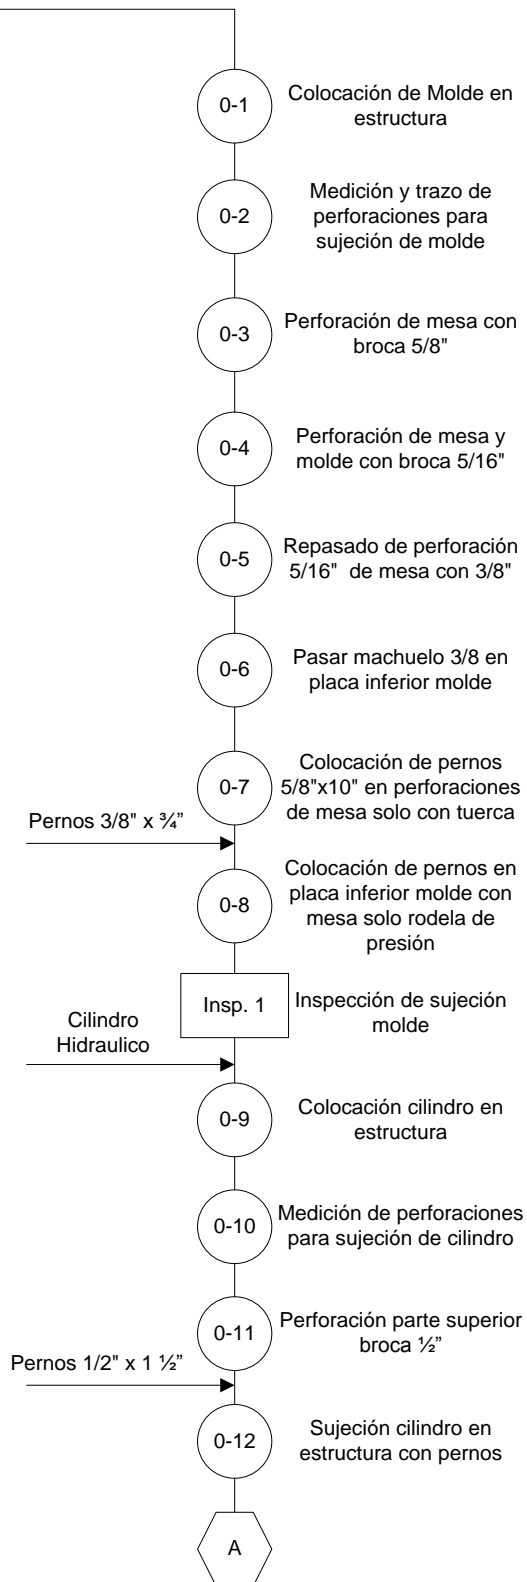 0-1
Colocación de Molde en
estructura
0-2
Medición y trazo de
perforaciones para
sujeción de molde
0-3
Perforación de mesa con
broca 5/8"
0-4
Perforación de mesa y
molde con broca 5/16"
0-5
Repasado de perforación
5/16"  de mesa con 3/8"
0-6
Pasar machuelo 3/8 en
placa inferior molde
0-7
Colocación de pernos
5/8"x10" en perforaciones
de mesa solo con tuerca
Pernos 3/8" x ¾”
0-8
Colocación de pernos en
placa inferior molde con
mesa solo rodela de
presión
Insp. 1
Inspección de sujeción
molde
Cilindro
Hidraulico
0-9
Colocación cilindro en
estructura
0-10
Medición de perforaciones
para sujeción de cilindro
0-11
Perforación parte superior
broca ½”
Pernos 1/2" x 1 ½”
0-12
Sujeción cilindro en
estructura con pernos
A